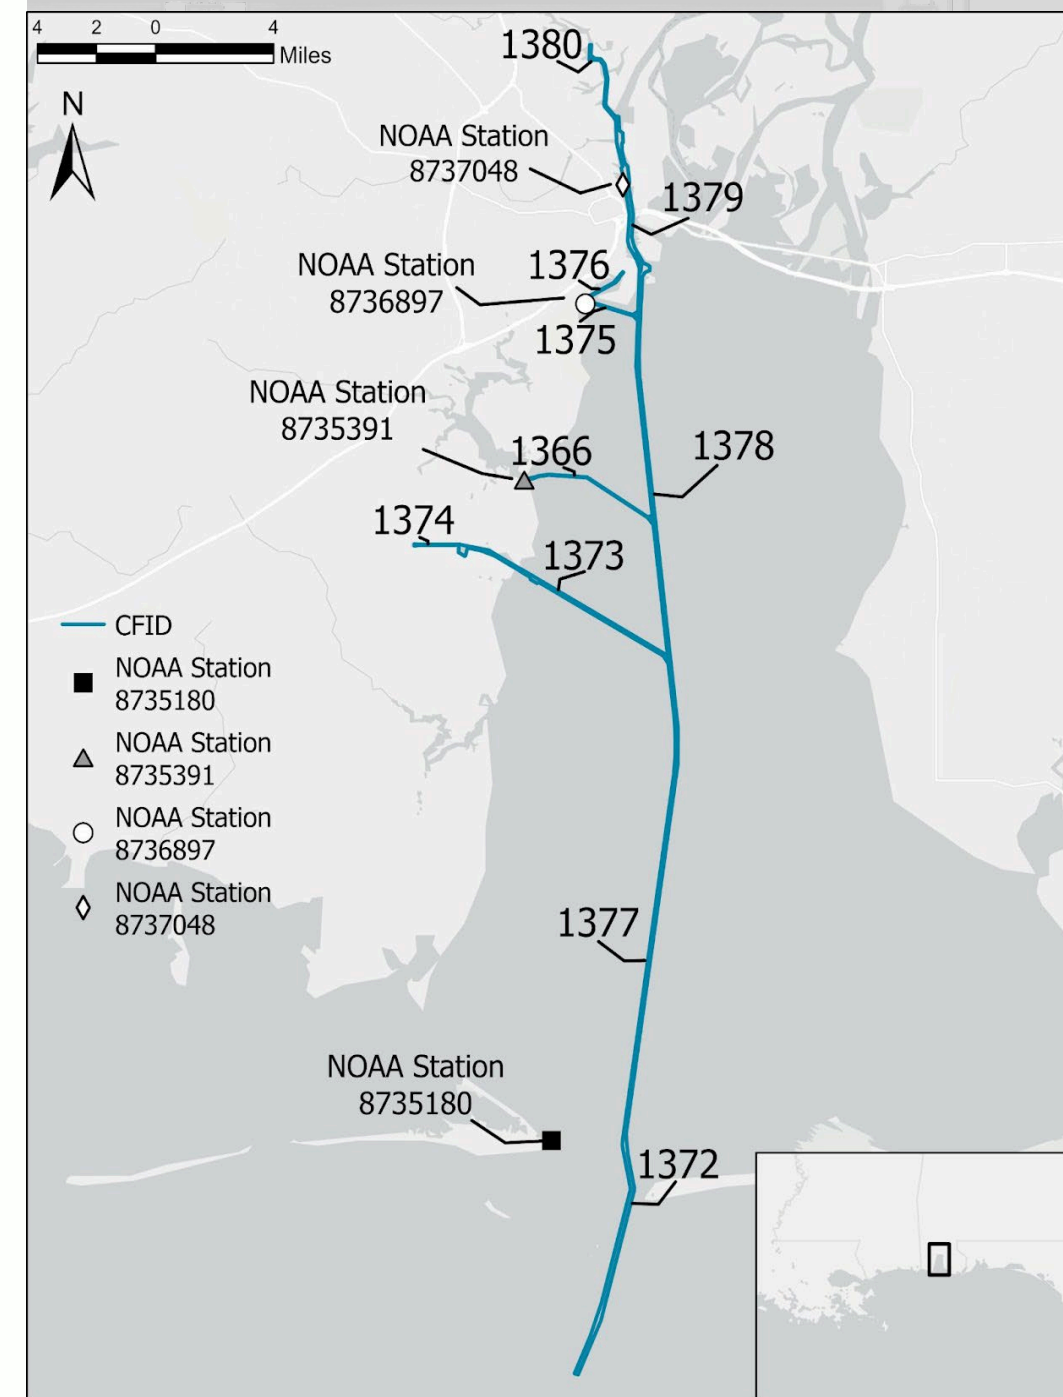 4 2 0 4
Miles
N
1380
NOAA Station
8737048
1379
NOAA Station
8736897
1376
1375
NOAA Station
8735391
1366
1378
1374
1373
CFID
NOAA Station
8735180
NOAA Station
8735391
NOAA Station
8736897
NOAA Station
8737048
1377
NOAA Station
8735180
1372